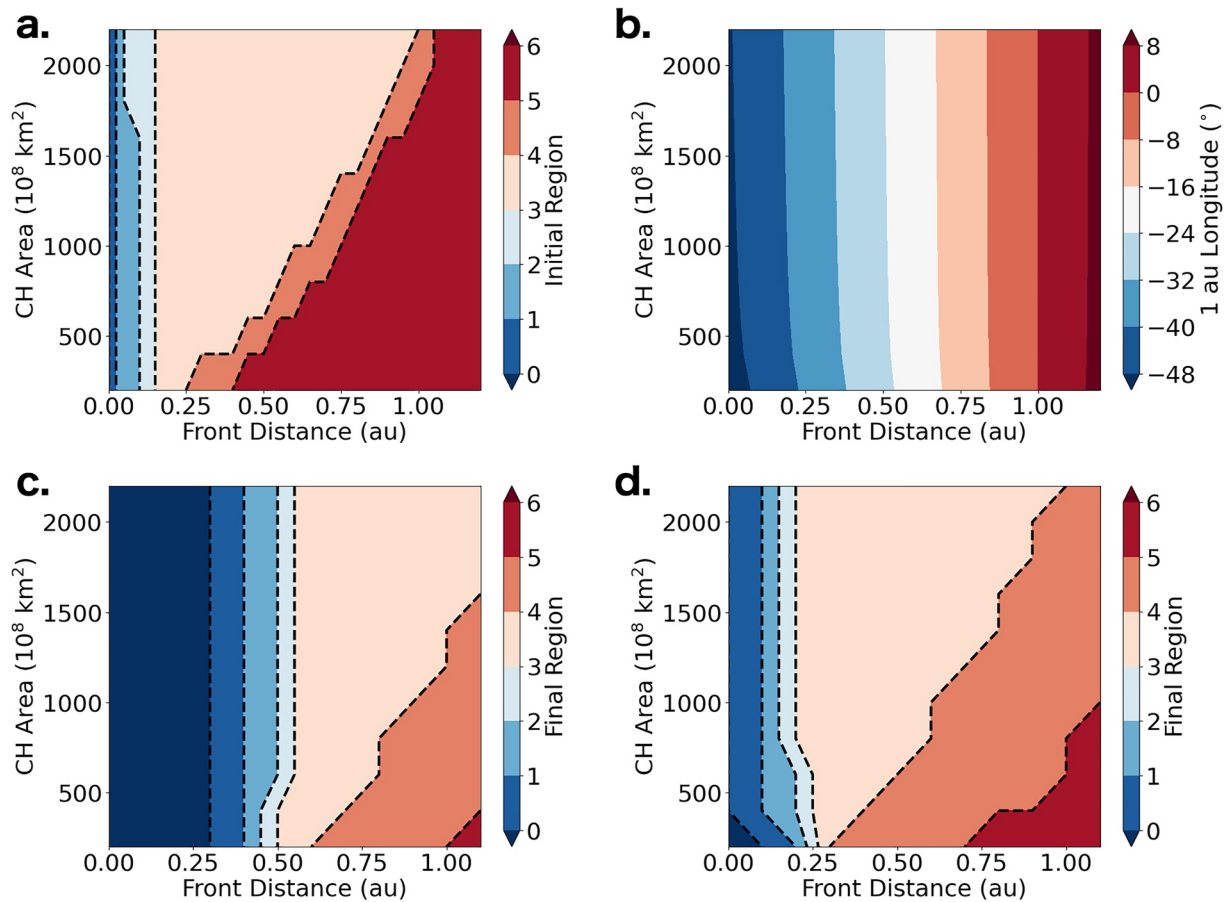 a.
CH Area (10⁸ km²)
2000
1500
1000
500
0.00 0.25 0.50 0.75 1.00
Front Distance (au)
6
5
4
3
2
1
0
Initial Region
b.
CH Area (10⁸ km²)
2000
1500
1000
500
0.00 0.25 0.50 0.75 1.00
Front Distance (au)
8
0
−8
−16
−24
−32
−40
−48
1 au Longitude (°)
c.
CH Area (10⁸ km²)
2000
1500
1000
500
0.00 0.25 0.50 0.75 1.00
Front Distance (au)
6
5
4
3
2
1
0
Final Region
d.
CH Area (10⁸ km²)
2000
1500
1000
500
0.00 0.25 0.50 0.75 1.00
Front Distance (au)
6
5
4
3
2
1
0
Final Region